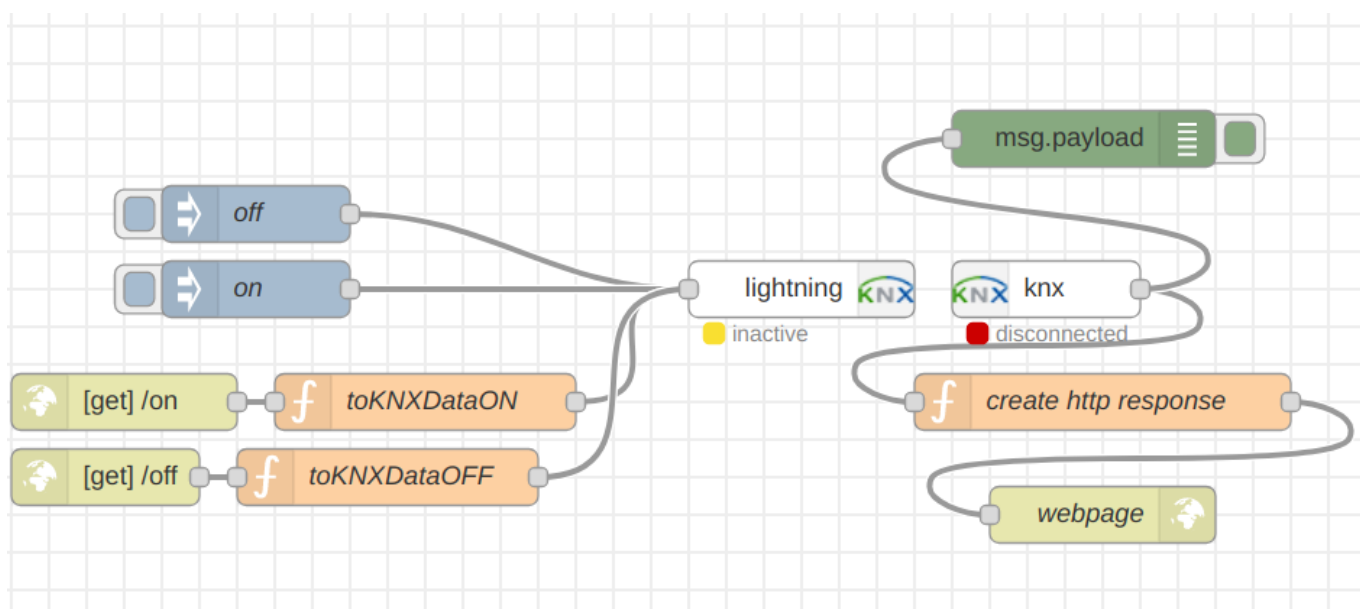 msg.payload
off
on
lightning KNX
KNX knx
inactive
disconnected
[get] /on
toKNXDataON
create http response
[get] /off
toKNXDataOFF
webpage